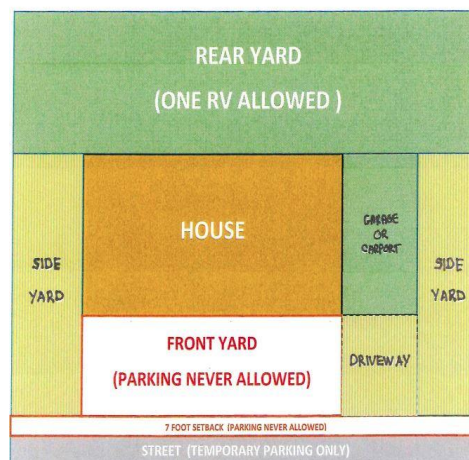 REAR YARD
(ONE RV ALLOWED )
HOUSE
GARAGE
OR
CARPORT
SIDE
YARD
SIDE
YARD
FRONT YARD
(PARKING NEVER ALLOWED)
DRIVEWAY
7 FOOT SETBACK (PARKING NEVER ALLOWED)
STREET (TEMPORARY PARKING ONLY)